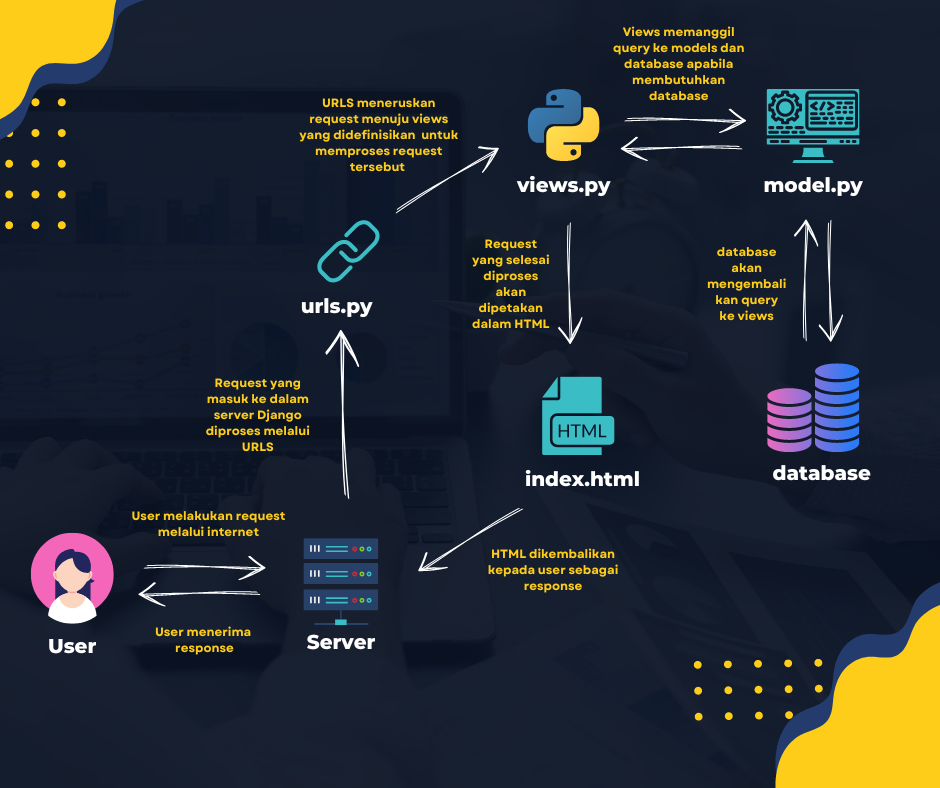 Views memanggil
query ke models dan
database apabila
membutuhkan
database
URLS meneruskan
request menuju views
yang didefinisikan untuk
memproses request
tersebut
views.py
model.py
Request
yang selesai
diproses
akan
dipetakan
dalam HTML
database
akan
mengembali
kan query
ke views
urls.py
Request yang
masuk ke dalam
server Django
diproses melalui
URLS
HTML
index.html
database
User melakukan request
melalui internet
HTML dikembalikan
kepada user sebagai
response
User menerima
response
User
Server